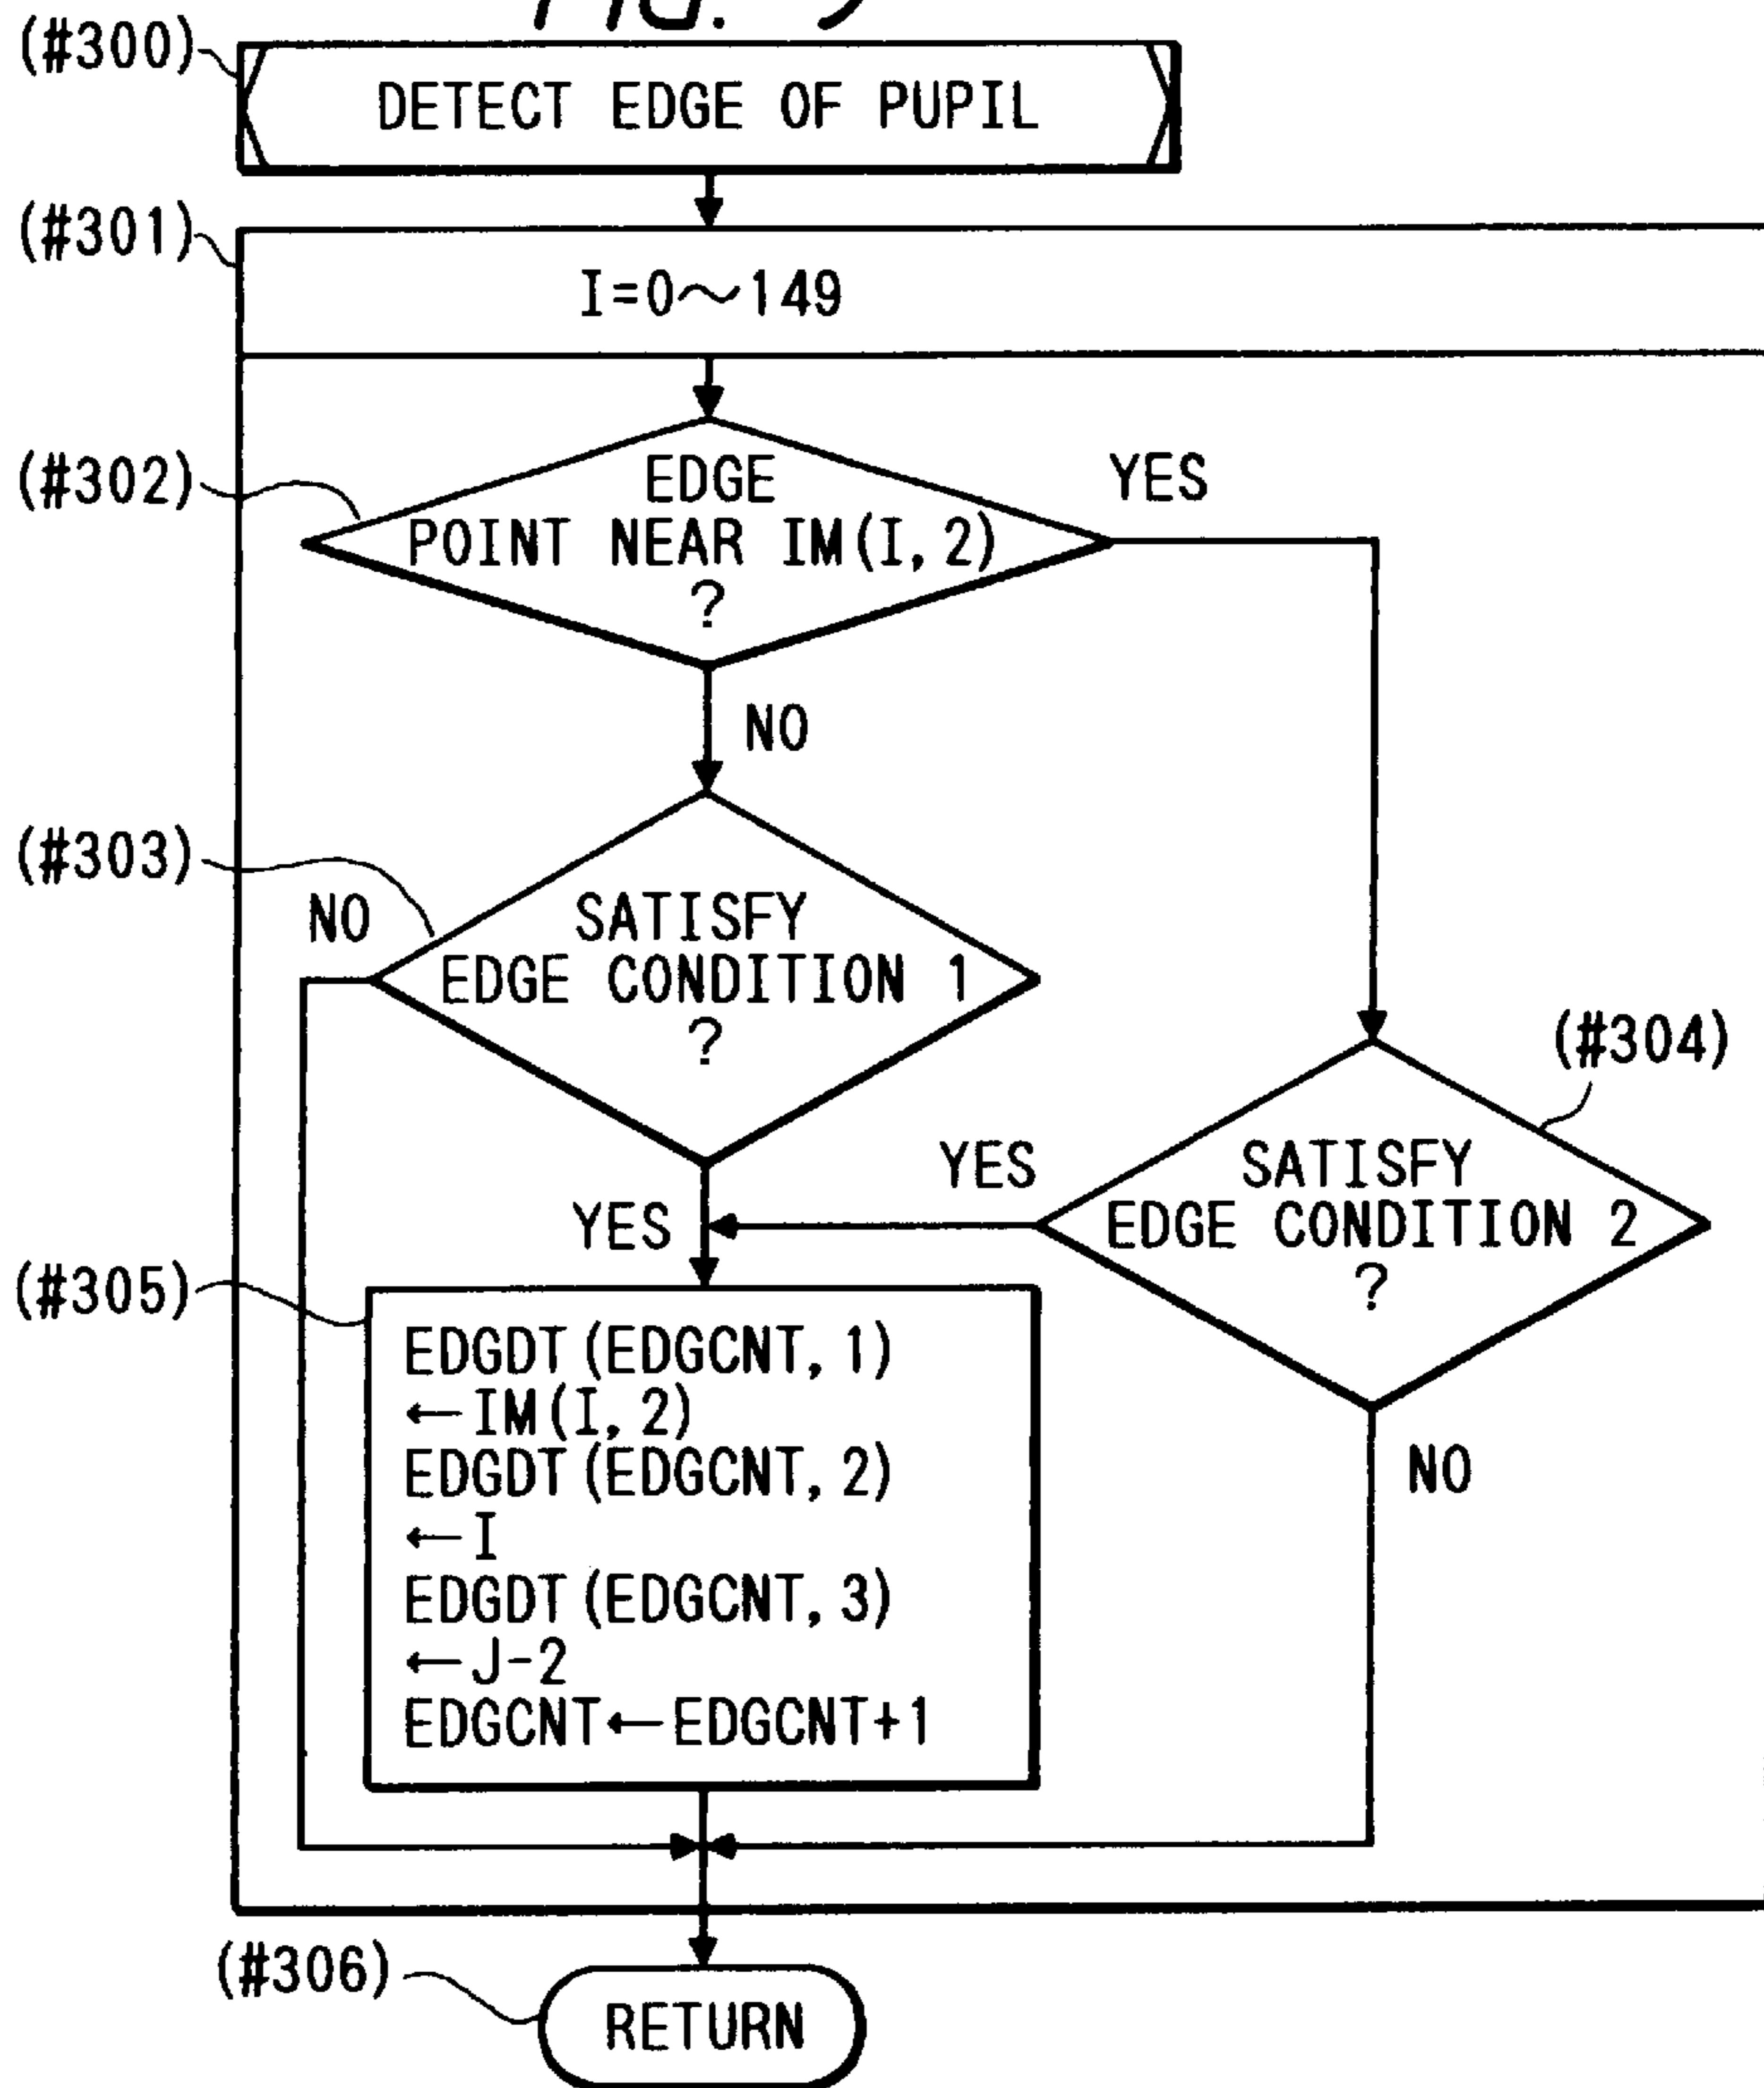 (#300)
DETECT EDGE OF PUPIL
(#301)
I=0～149
(#302)
EDGE
POINT NEAR IM(I,2)
?
YES
NO
(#303)
NO
SATISFY
EDGE CONDITION 1
?
(#304)
YES
SATISFY
EDGE CONDITION 2
?
YES
NO
(#305)
EDGDT(EDGCNT,1)
←IM(I,2)
EDGDT(EDGCNT,2)
←I
EDGDT(EDGCNT,3)
←J-2
EDGCNT←EDGCNT+1
(#306)
RETURN